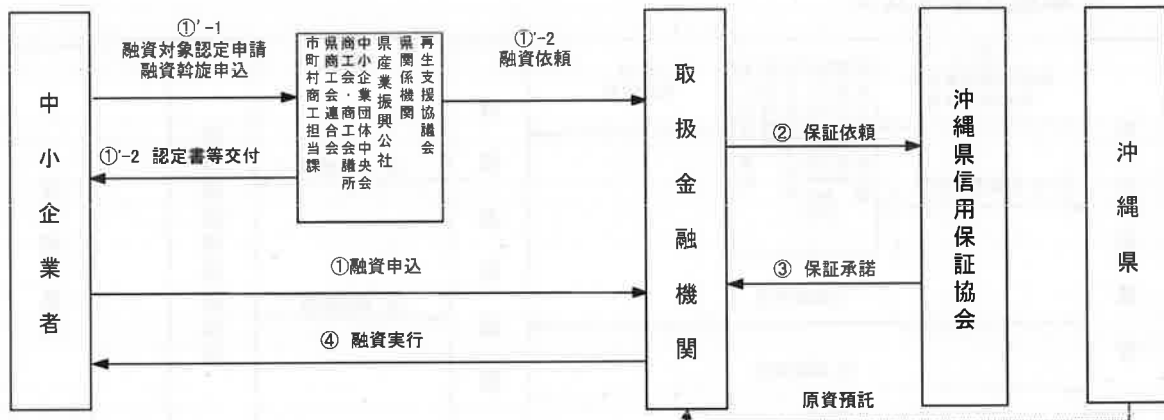 中小企業者
①'-1
融資対象認定申請
融資斡旋申込
①'-2 認定書等交付
再生支援協議会
県関係機関
県産業振興公社
中小企業団体中央会
商工会・商工会議所
県商工会連合会
市町村商工担当課
①'-2
融資依頼
①融資申込
④ 融資実行
取扱金融機関
② 保証依頼
③ 保証承諾
沖縄県信用保証協会
沖縄県
原資預託